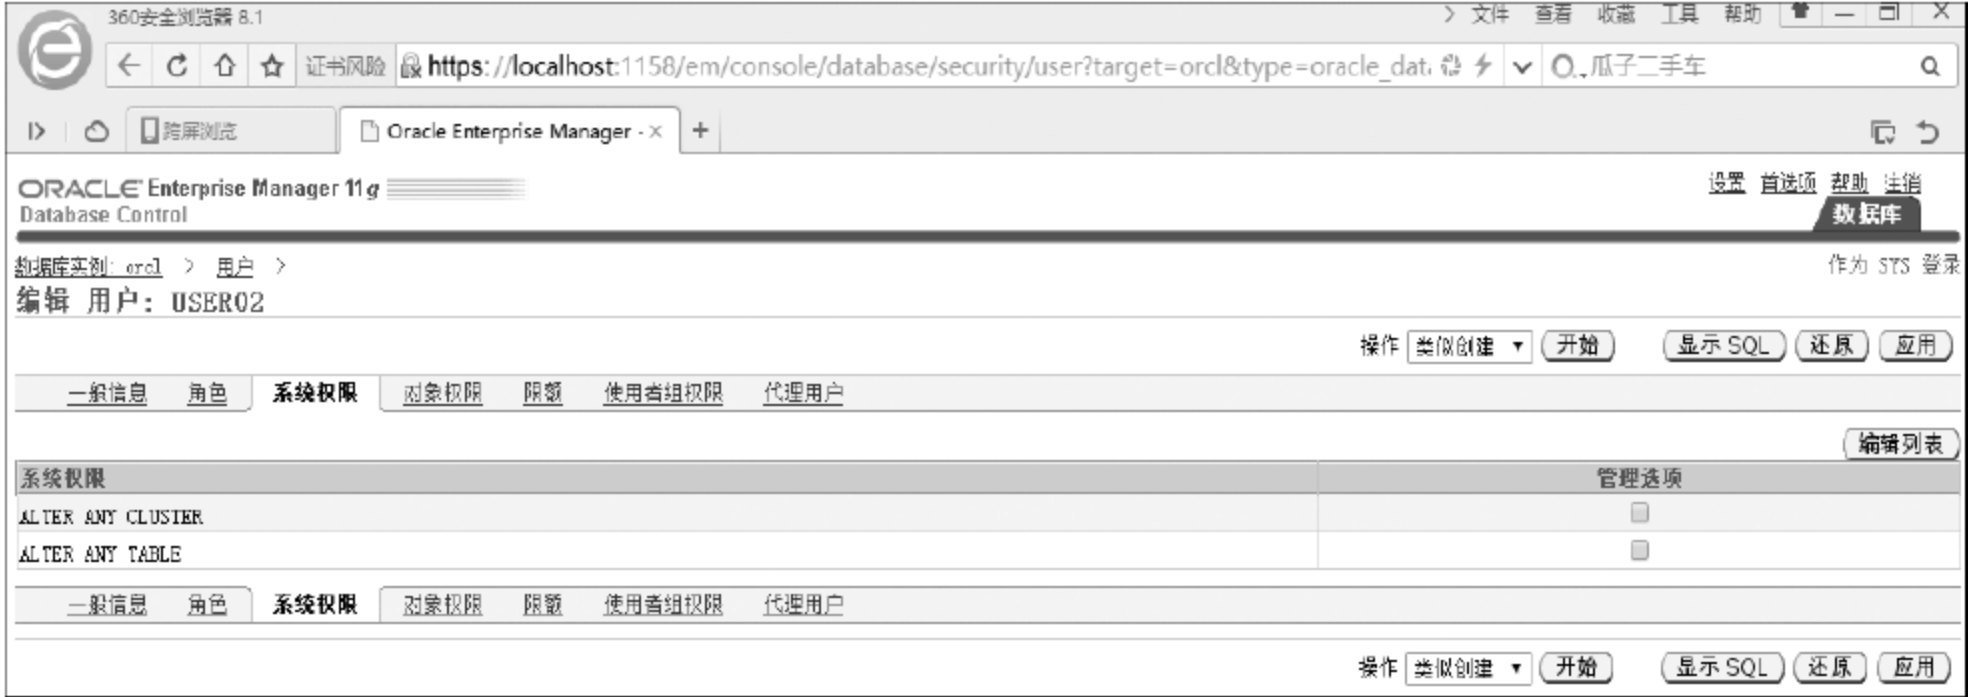 360安全浏览器 8.1
文件 查看 收藏 工具 帮助
证书风险 https://localhost:1158/em/console/database/security/user?target=orcl&type=oracle_dat 瓜子二手车
跨屏浏览 Oracle Enterprise Manager -
ORACLE Enterprise Manager 11g
Database Control
设置 首选项 帮助 注销
数据库
数据库实例: orcl > 用户 >
作为 SYS 登录
编辑 用户: USER02
操作 类似创建 开始 显示 SQL 还原 应用
一般信息 角色 系统权限 对象权限 限额 使用者组权限 代理用户
编辑列表
系统权限 管理选项
ALTER ANY CLUSTER
ALTER ANY TABLE
一般信息 角色 系统权限 对象权限 限额 使用者组权限 代理用户
操作 类似创建 开始 显示 SQL 还原 应用